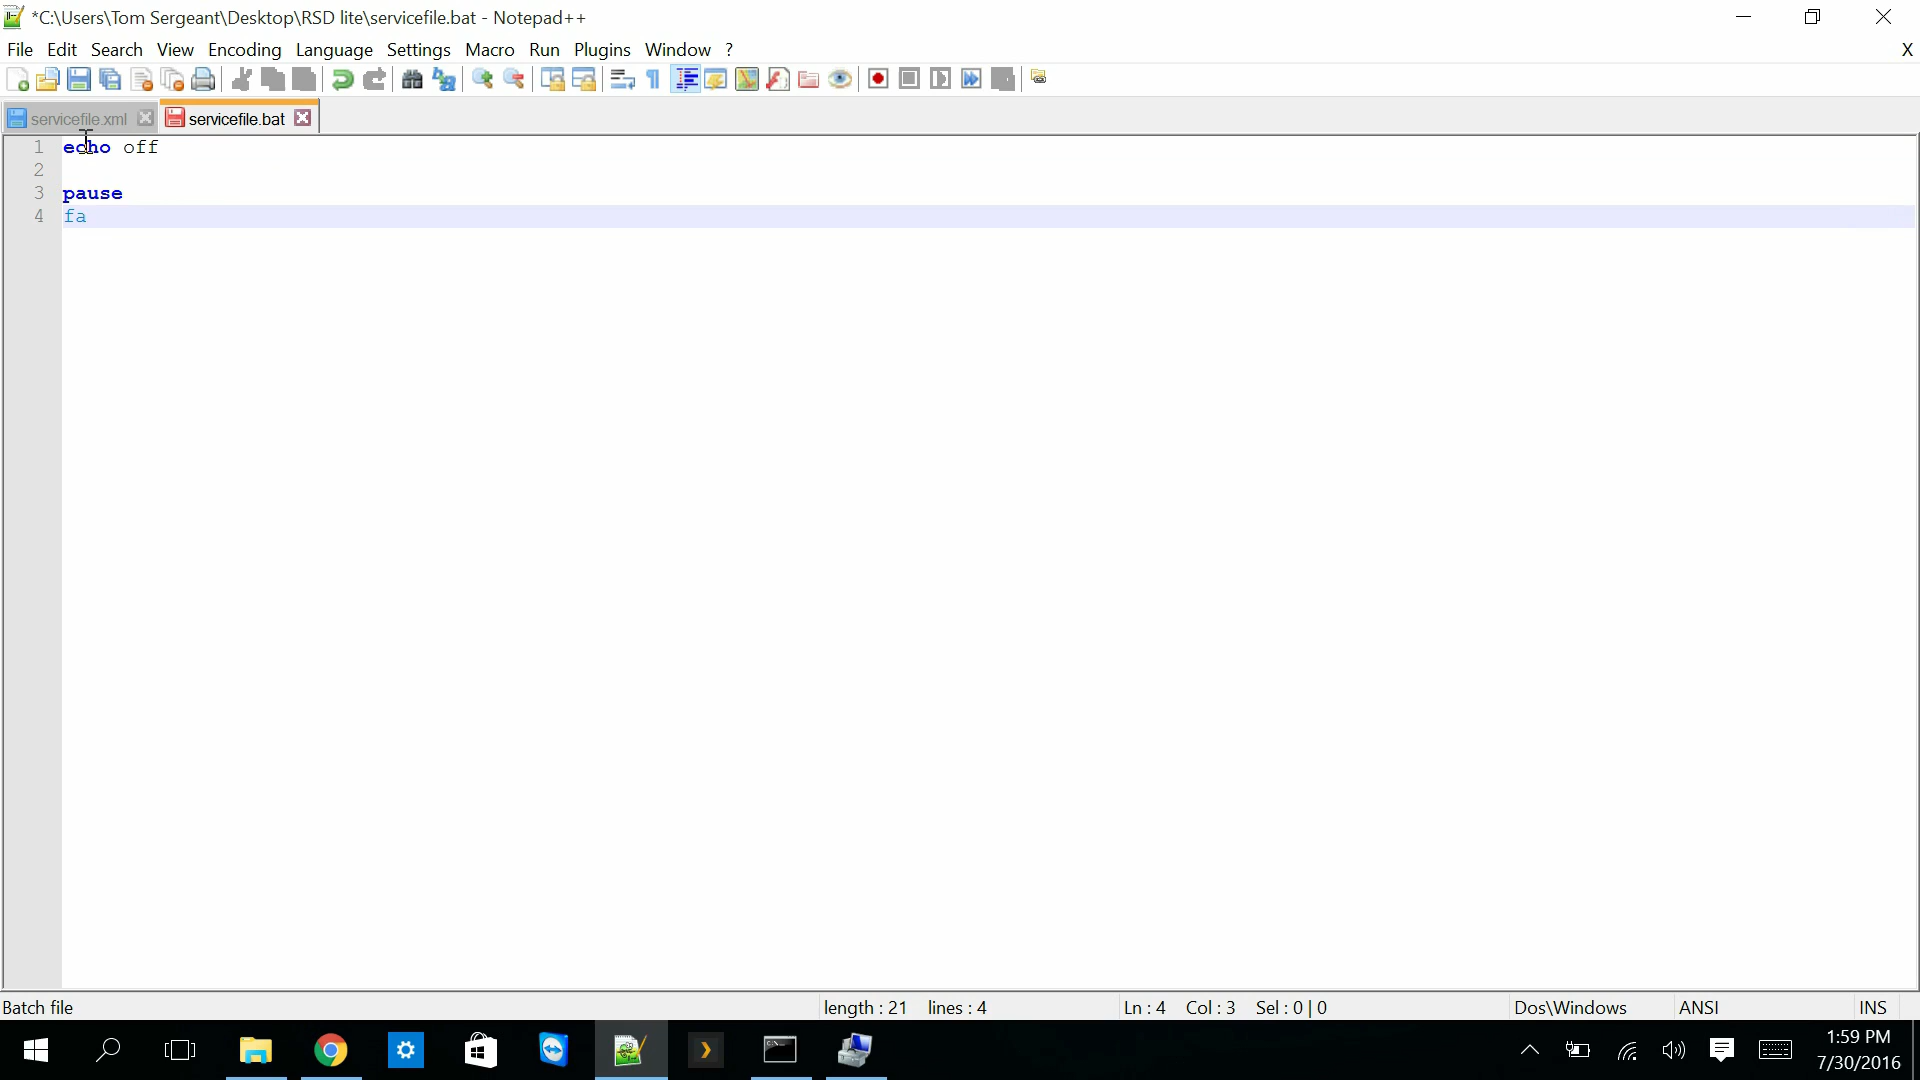 *C:\Users\Tom Sergeant\Desktop\RSD lite\servicefile.bat - Notepad++
File Edit Search View Encoding Language Settings Macro Run Plugins Window ?
X
servicefile.xml servicefile.bat
1 echo off
2
3 pause
4 fa
Batch file length : 21 lines : 4 Ln : 4 Col : 3 Sel : 0 | 0 Dos\Windows ANSI INS
1:59 PM
7/30/2016